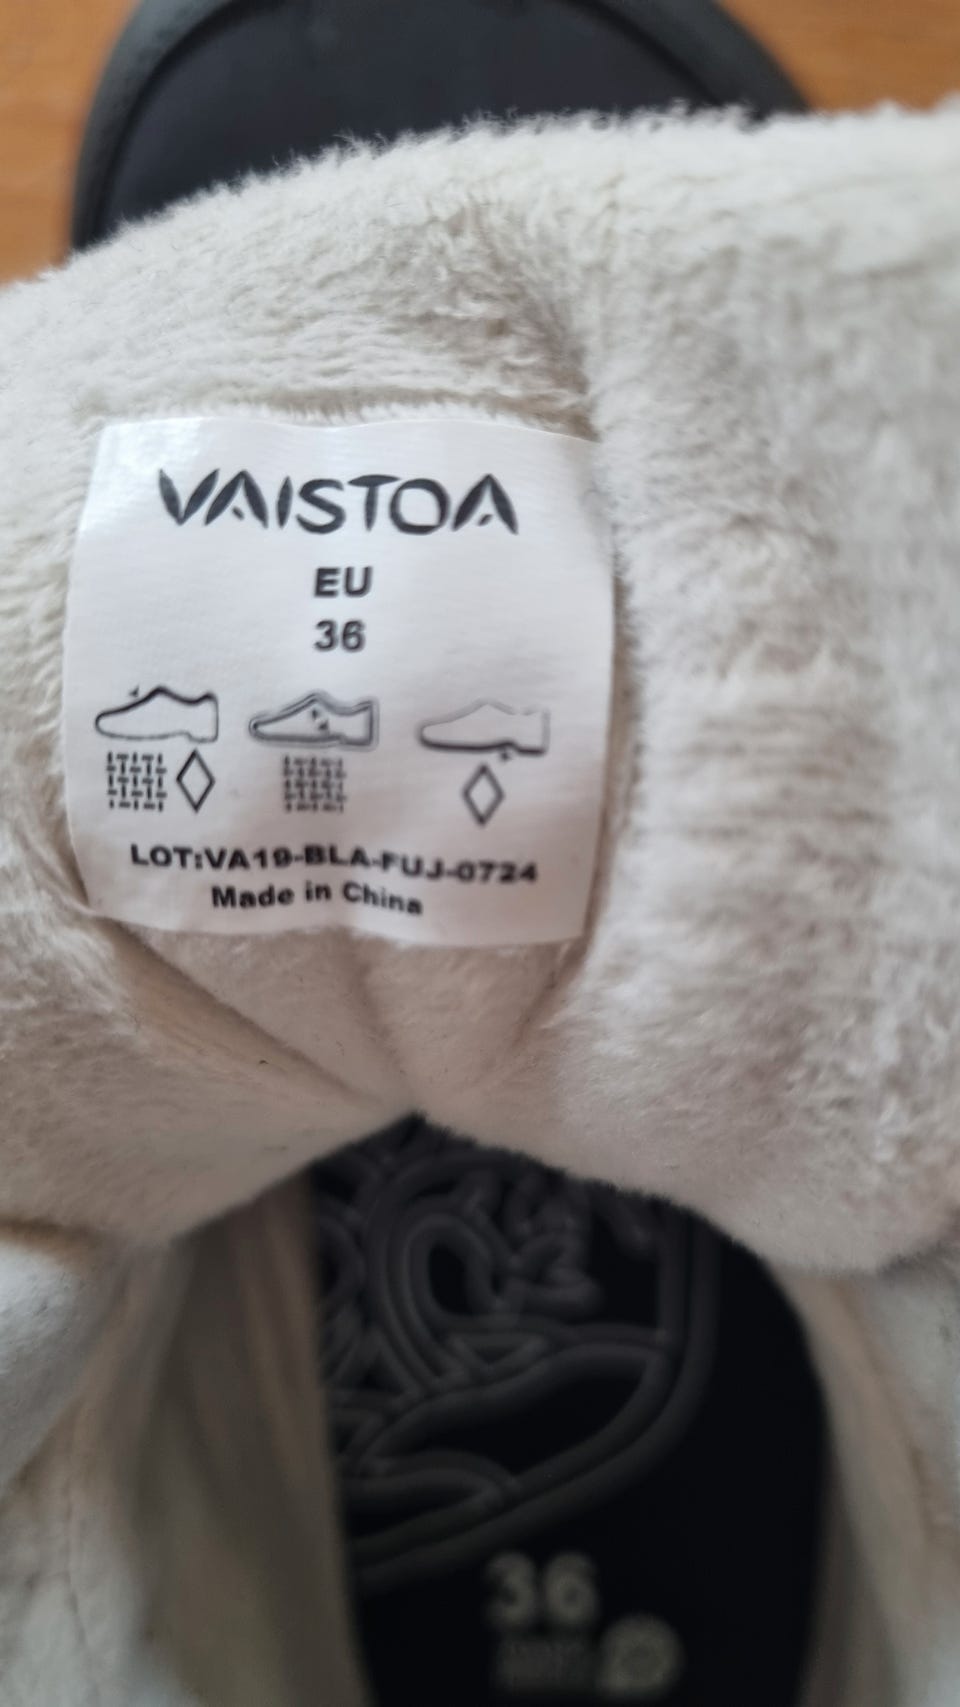 VAISTOA
EU
36
LOT:VA19-BLA-FUJ-0724
Made in China
36